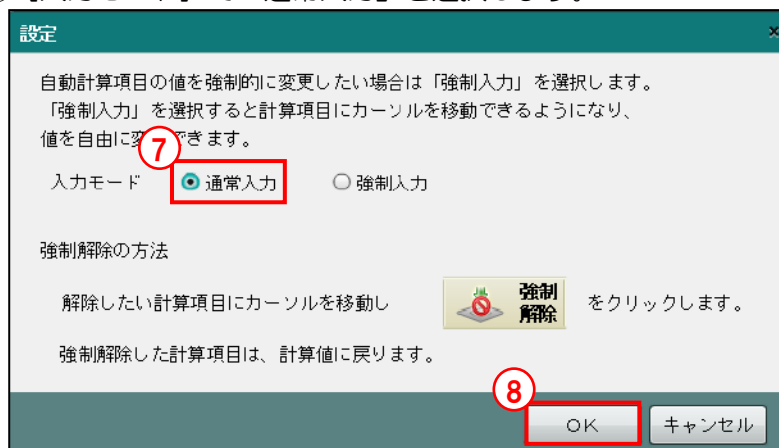 設定
自動計算項目の値を強制的に変更したい場合は「強制入力」を選択します。
「強制入力」を選択すると計算項目にカーソルを移動できるようになり、
値を自由に変 できます。
⑦
入力モード 通常入力 強制入力
強制解除の方法
解除したい計算項目にカーソルを移動し 強制解除 をクリックします。
強制解除した計算項目は、計算値に戻ります。
⑧
OK キャンセル